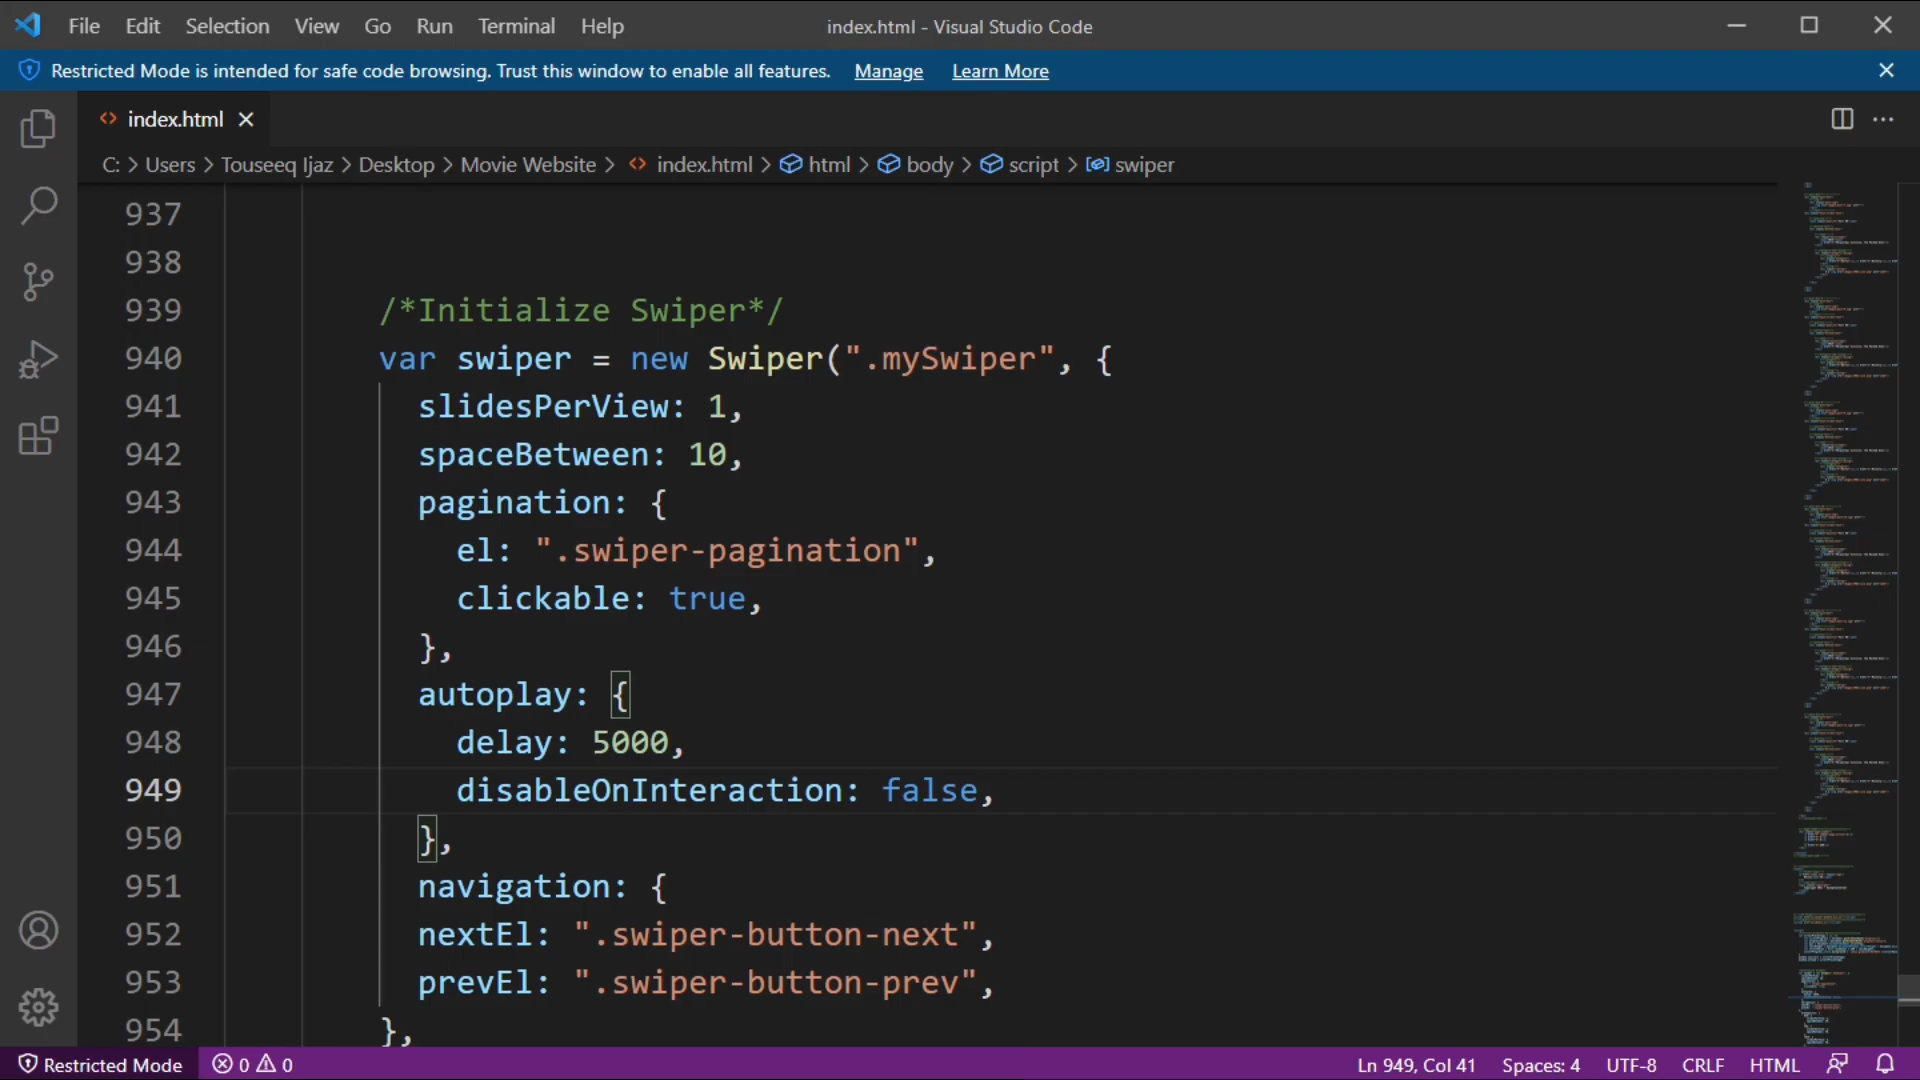 File Edit Selection View Go Run Terminal Help index.html - Visual Studio Code
Restricted Mode is intended for safe code browsing. Trust this window to enable all features. Manage Learn More
index.html
C: > Users > Touseeq Ijaz > Desktop > Movie Website > index.html > html > body > script > swiper
937
938
939 /*Initialize Swiper*/
940 var swiper = new Swiper(".mySwiper", {
941 slidesPerView: 1,
942 spaceBetween: 10,
943 pagination: {
944 el: ".swiper-pagination",
945 clickable: true,
946 },
947 autoplay: {
948 delay: 5000,
949 disableOnInteraction: false,
950 },
951 navigation: {
952 nextEl: ".swiper-button-next",
953 prevEl: ".swiper-button-prev",
954 },
Restricted Mode 0 0 Ln 949, Col 41 Spaces: 4 UTF-8 CRLF HTML